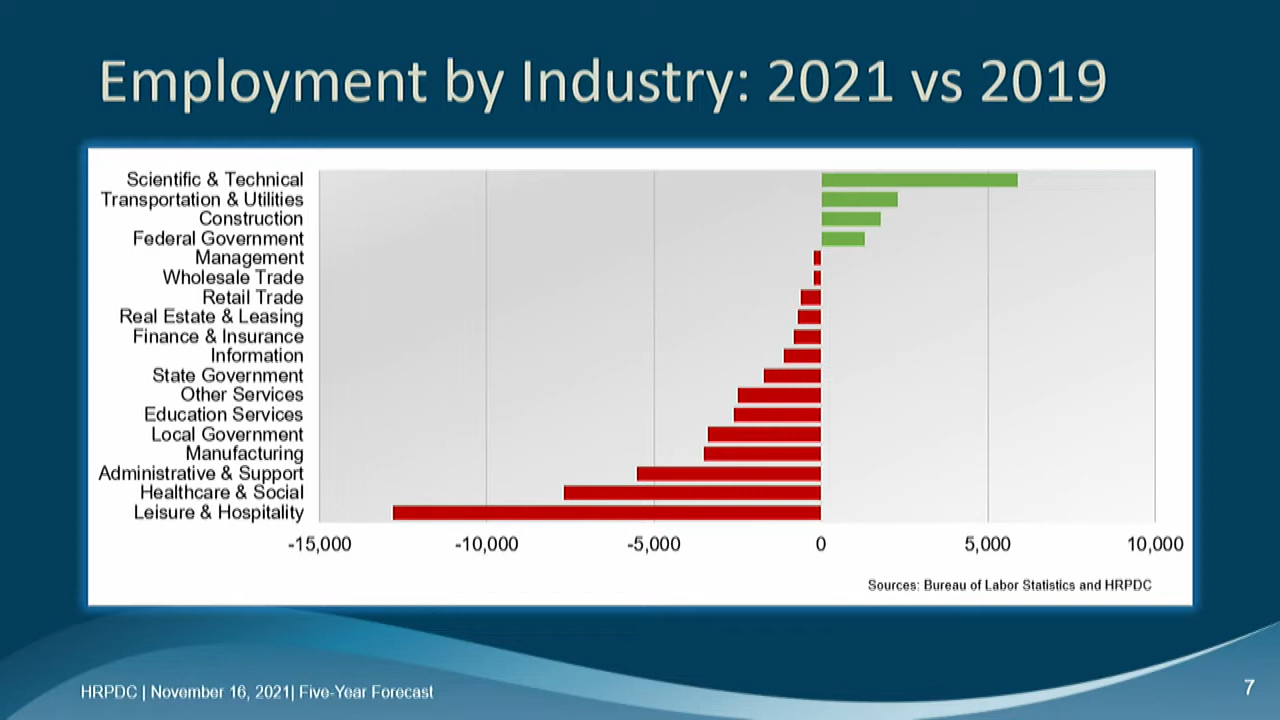 Employment by Industry: 2021 vs 2019
Scientific & Technical
Transportation & Utilities
Construction
Federal Government
Management
Wholesale Trade
Retail Trade
Real Estate & Leasing
Finance & Insurance
Information
State Government
Other Services
Education Services
Local Government
Manufacturing
Administrative & Support
Healthcare & Social
Leisure & Hospitality
-15,000 -10,000 -5,000 0 5,000 10,000
Sources: Bureau of Labor Statistics and HRPDC
HRPDC | November 16, 2021| Five-Year Forecast
7